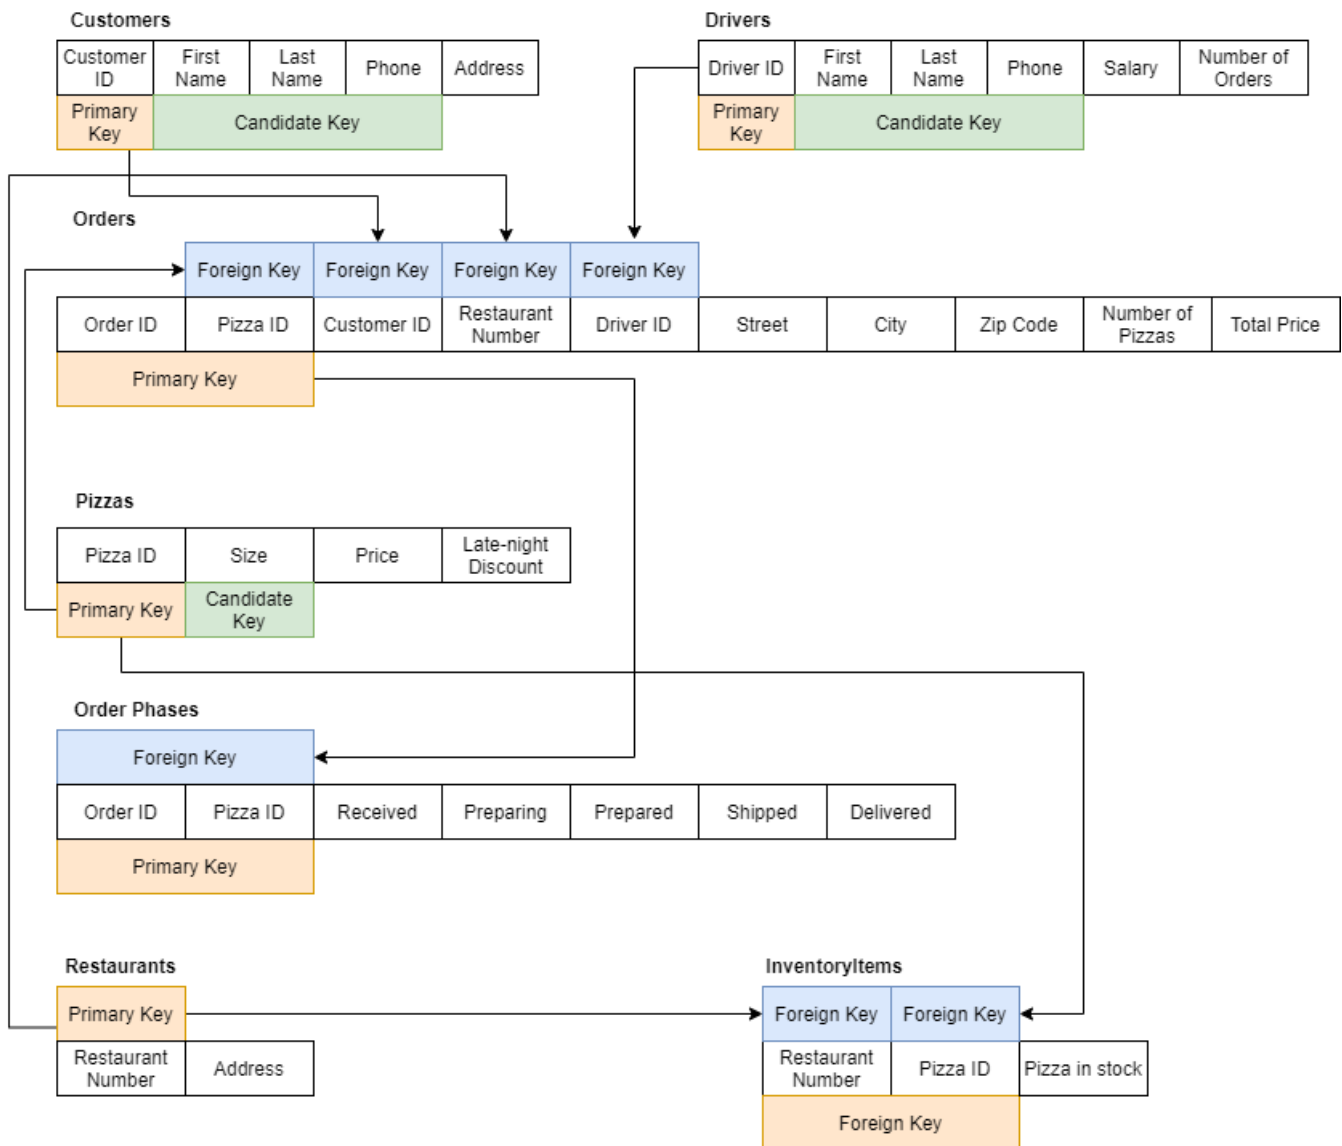 Customers
Customer ID
First Name
Last Name
Phone
Address
Primary Key
Candidate Key
Drivers
Driver ID
First Name
Last Name
Phone
Salary
Number of Orders
Primary Key
Candidate Key
Orders
Foreign Key
Foreign Key
Foreign Key
Foreign Key
Order ID
Pizza ID
Customer ID
Restaurant Number
Driver ID
Street
City
Zip Code
Number of Pizzas
Total Price
Primary Key
Pizzas
Pizza ID
Size
Price
Late-night Discount
Primary Key
Candidate Key
Order Phases
Foreign Key
Order ID
Pizza ID
Received
Preparing
Prepared
Shipped
Delivered
Primary Key
Restaurants
Primary Key
Restaurant Number
Address
InventoryItems
Foreign Key
Foreign Key
Restaurant Number
Pizza ID
Pizza in stock
Foreign Key